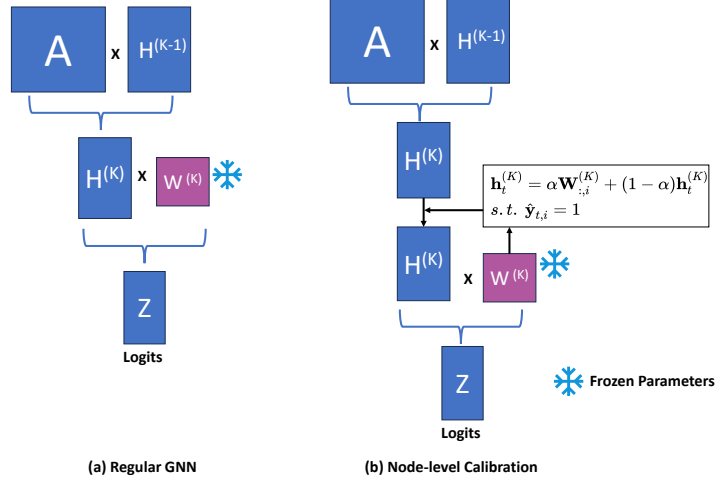 A x H^(K-1)
H^(K) x W^(K)
Z
Logits
(a) Regular GNN
A x H^(K-1)
H^(K)
𝐡_t^(K) = α𝐖_{:,i}^(K) + (1 − α)𝐡_t^(K)
s.t. ŷ_{t,i} = 1
H^(K) x W^(K)
Z
Logits
Frozen Parameters
(b) Node-level Calibration